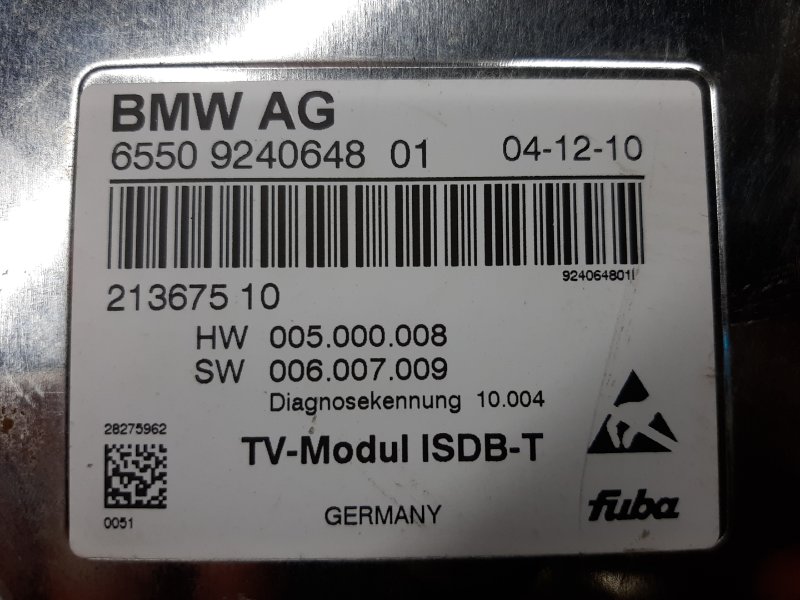 BMW AG
6550 9240648 01 04-12-10
924064801I
213675 10
HW 005.000.008
SW 006.007.009
Diagnosekennung 10.004
28275962
TV-Modul ISDB-T
0051
GERMANY
fuba